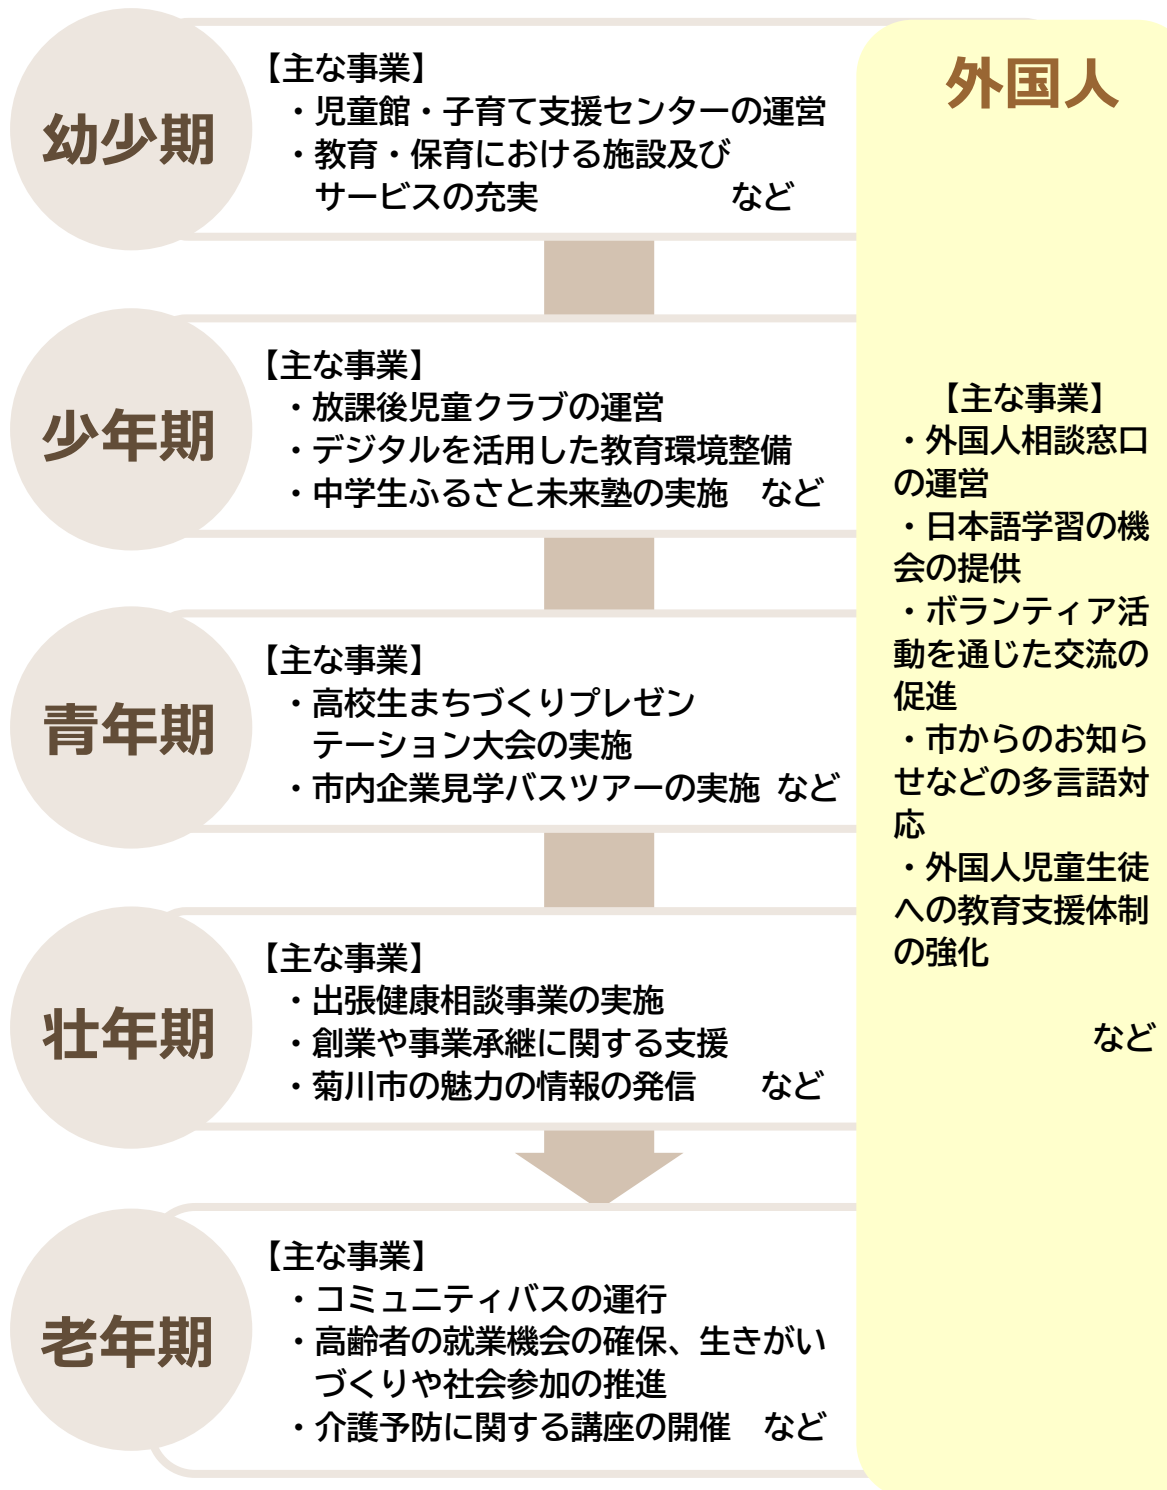 幼少期
【主な事業】
・児童館・子育て支援センターの運営
・教育・保育における施設及び
サービスの充実　　　　　　など
少年期
【主な事業】
・放課後児童クラブの運営
・デジタルを活用した教育環境整備
・中学生ふるさと未来塾の実施　など
青年期
【主な事業】
・高校生まちづくりプレゼン
テーション大会の実施
・市内企業見学バスツアーの実施 など
壮年期
【主な事業】
・出張健康相談事業の実施
・創業や事業承継に関する支援
・菊川市の魅力の情報の発信　　など
老年期
【主な事業】
・コミュニティバスの運行
・高齢者の就業機会の確保、生きがい
づくりや社会参加の推進
・介護予防に関する講座の開催　など
外国人
【主な事業】
・外国人相談窓口
の運営
・日本語学習の機
会の提供
・ボランティア活
動を通じた交流の
促進
・市からのお知ら
せなどの多言語対
応
・外国人児童生徒
への教育支援体制
の強化
など